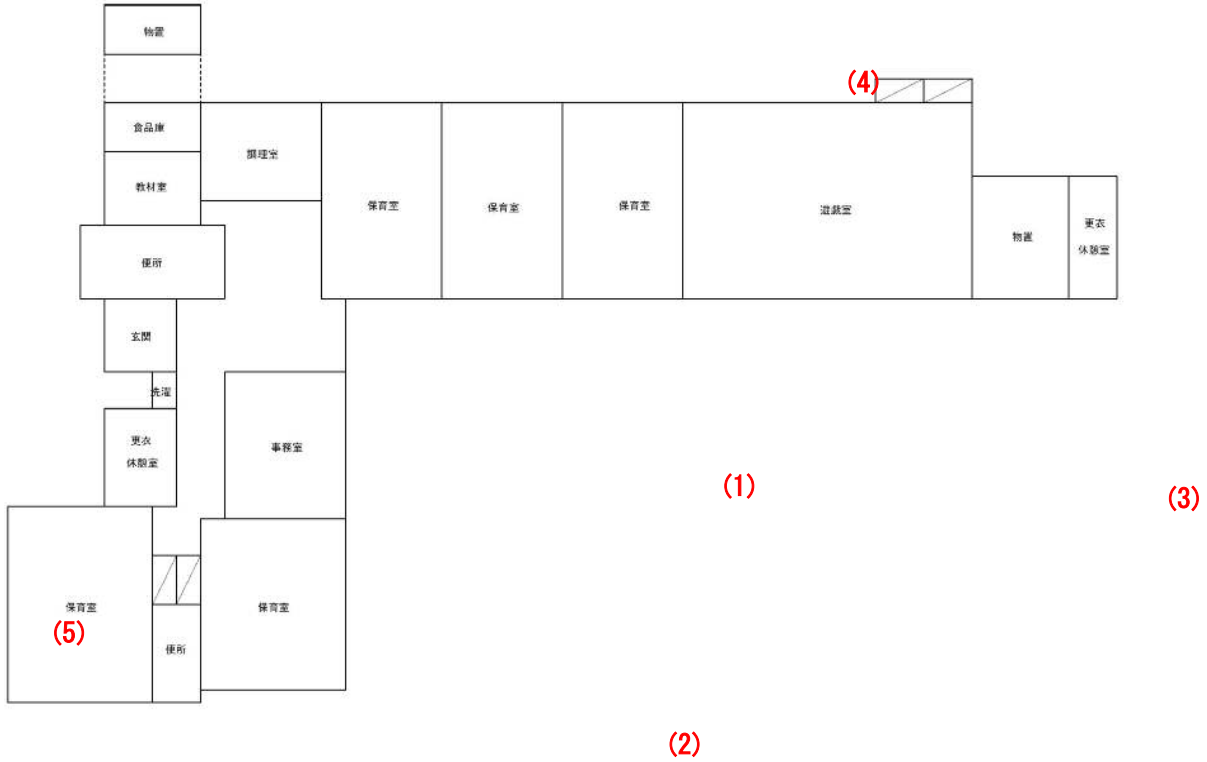 物置
(4)
食品庫
調理室
教材室
保育室
保育室
保育室
遊戯室
物置
更衣
休憩室
便所
玄関
洗濯
更衣
休憩室
事務室
(1)
(3)
保育室
(5)
便所
保育室
(2)